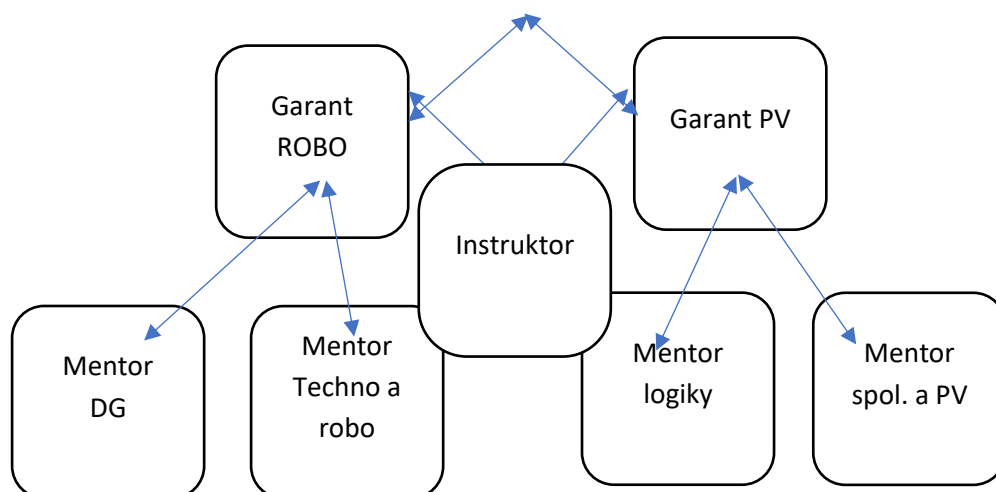 Garant
ROBO
Garant PV
Instruktor
Mentor
DG
Mentor
Techno a
robo
Mentor
logiky
Mentor
spol. a PV